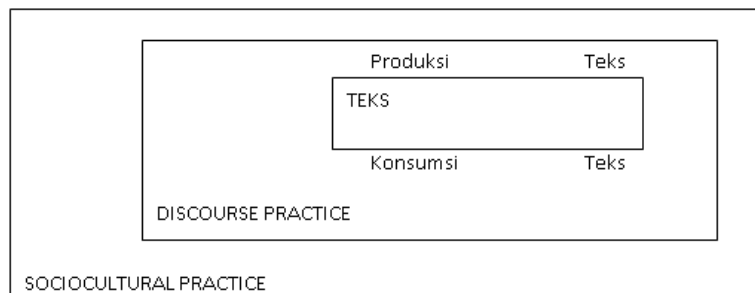 Produksi Teks
TEKS
Konsumsi Teks
DISCOURSE PRACTICE
SOCIOCULTURAL PRACTICE